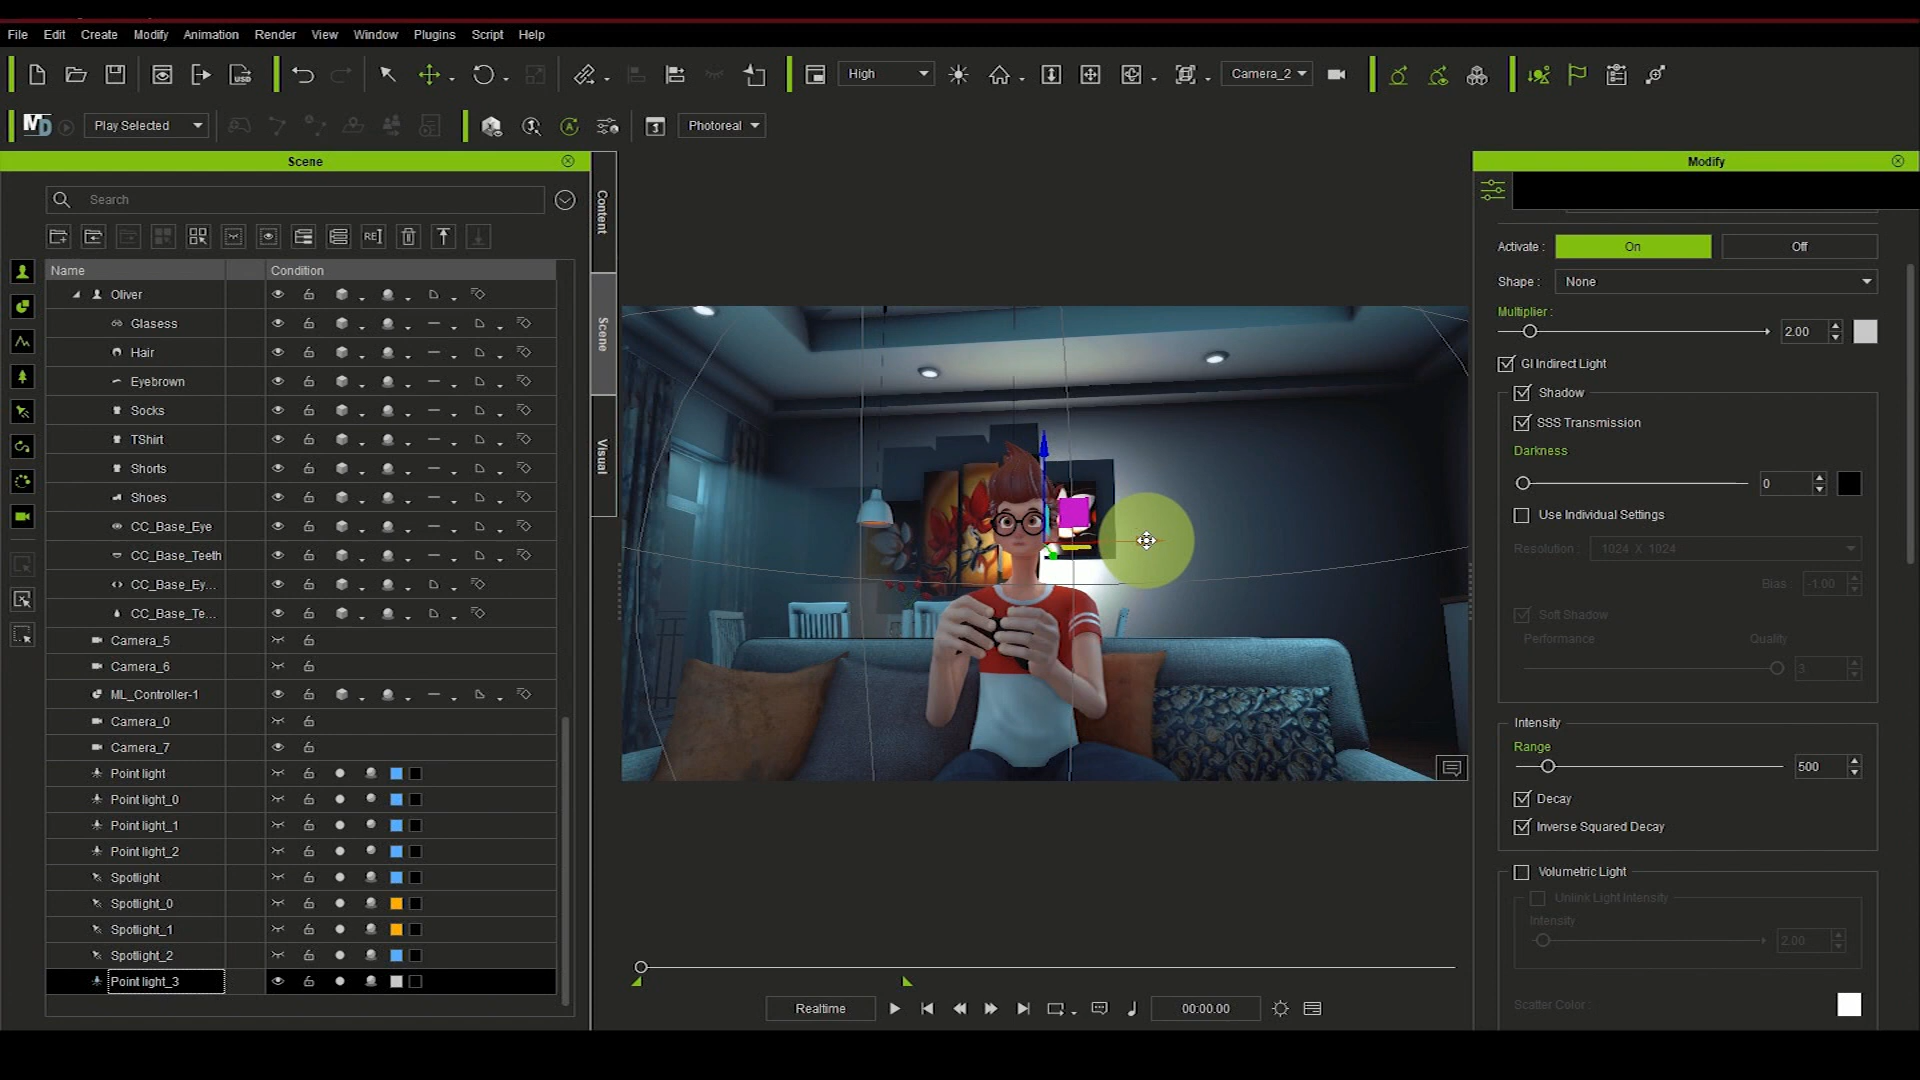 File Edit Create Modify Animation Render View Window Plugins Script Help
USD High Camera_2
MD Play Selected Photoreal
Scene
Modify
Search
Content
Scene
Visual
REI
Name Condition
Oliver
Glasess
Hair
Eyebrown
Socks
TShirt
Shorts
Shoes
CC_Base_Eye
CC_Base_Teeth
CC_Base_Ey...
CC_Base_Te...
Camera_5
Camera_6
ML_Controller-1
Camera_0
Camera_7
Point light
Point light_0
Point light_1
Point light_2
Spotlight
Spotlight_0
Spotlight_1
Spotlight_2
Point light_3
Realtime 00:00.00
Activate : On Off
Shape : None
Multiplier :
2.00
GI Indirect Light
Shadow
SSS Transmission
Darkness
0
Use Individual Settings
Resolution : 1024 X 1024
Bias : -1.00
Soft Shadow
Performance Quality
3
Intensity
Range
500
Decay
Inverse Squared Decay
Volumetric Light
Unlink Light Intensity
Intensity
2.00
Scatter Color :